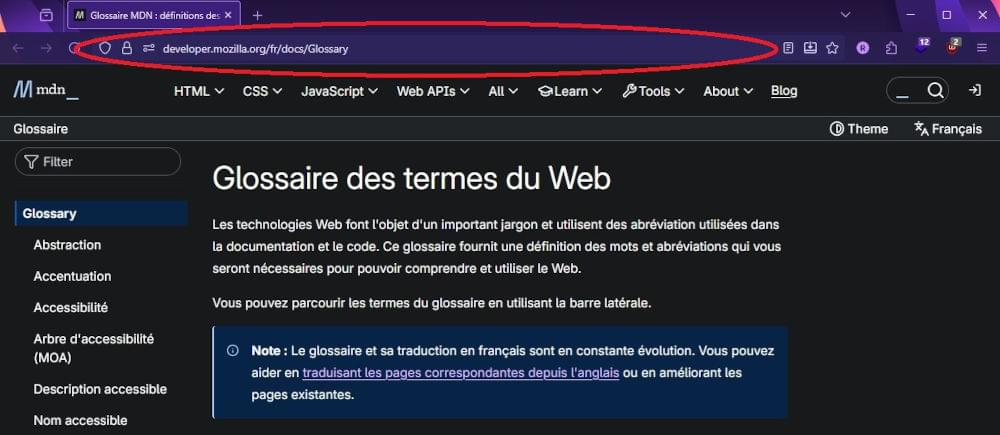 Glossaire MDN : définitions des
developer.mozilla.org/fr/docs/Glossary
R
12
2
mdn_
HTML CSS JavaScript Web APIs All Learn Tools About Blog
Glossaire
Theme Français
Filter
Glossary
Abstraction
Accentuation
Accessibilité
Arbre d'accessibilité
(MOA)
Description accessible
Nom accessible
Glossaire des termes du Web
Les technologies Web font l'objet d'un important jargon et utilisent des abréviation utilisées dans
la documentation et le code. Ce glossaire fournit une définition des mots et abréviations qui vous
seront nécessaires pour pouvoir comprendre et utiliser le Web.
Vous pouvez parcourir les termes du glossaire en utilisant la barre latérale.
Note : Le glossaire et sa traduction en français sont en constante évolution. Vous pouvez
aider en traduisant les pages correspondantes depuis l'anglais ou en améliorant les
pages existantes.